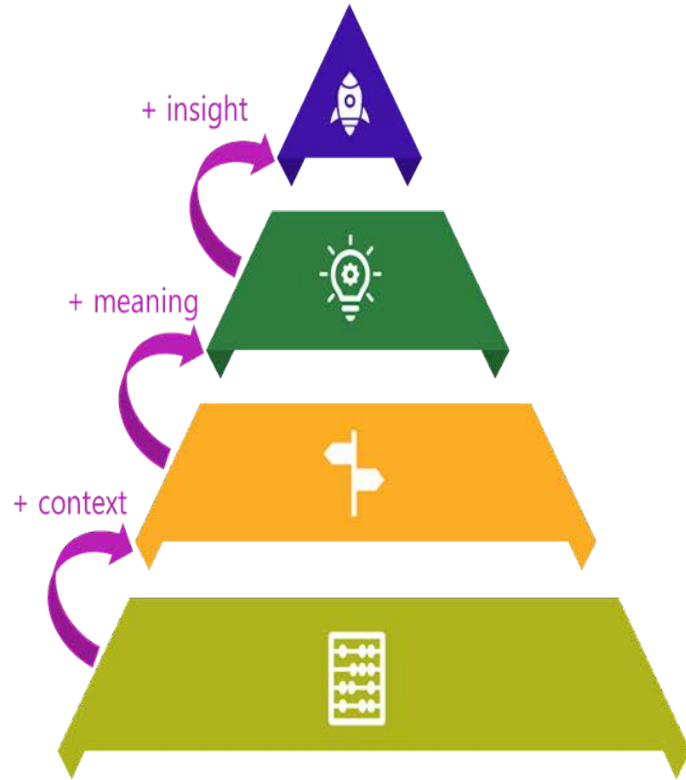 + insight
+ meaning
+ context